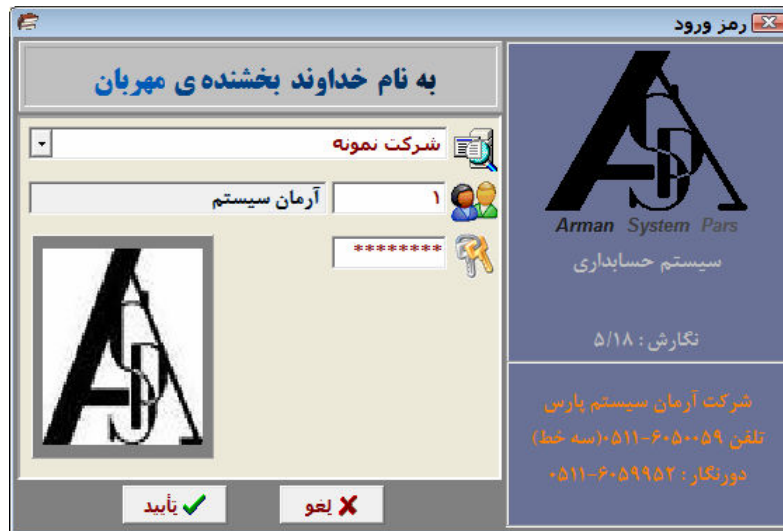 رمز ورود
به نام خداوند بخشنده ی مهربان
شرکت نمونه
۱ آرمان سیستم
********
تأیید
لغو
ASP
Arman System Pars
سیستم حسابداری
نگارش : ۵/۱۸
شرکت آرمان سیستم پارس
تلفن ۶۰۵۰۰۵۹-۰۵۱۱(سه خط)
دورنگار : ۶۰۵۹۹۵۲-۰۵۱۱